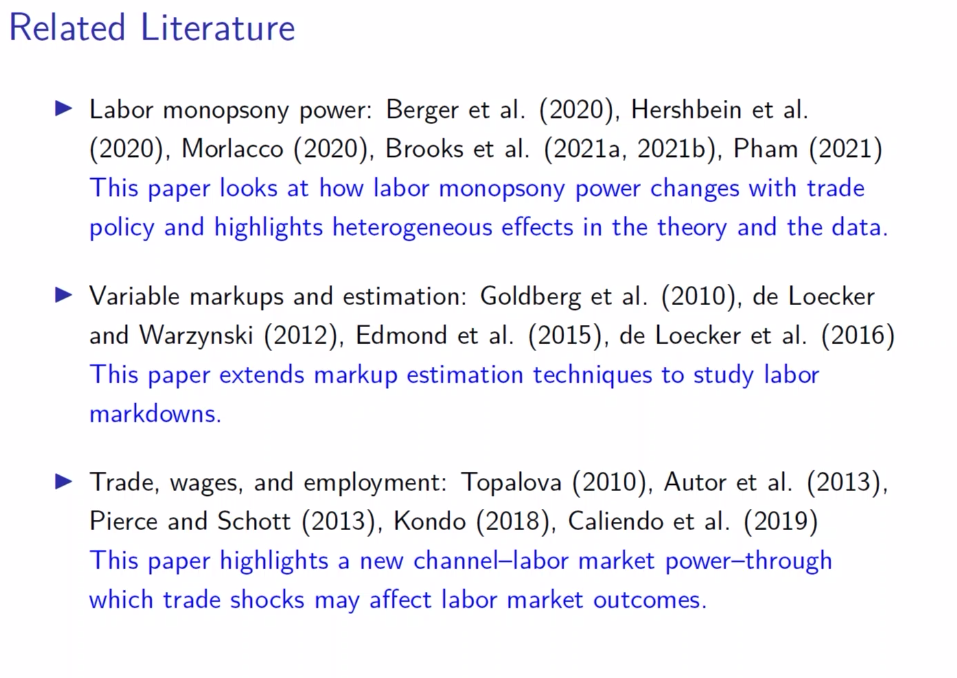 Related Literature
Labor monopsony power: Berger et al. (2020), Hershbein et al.
(2020), Morlacco (2020), Brooks et al. (2021a, 2021b), Pham (2021)
This paper looks at how labor monopsony power changes with trade
policy and highlights heterogeneous effects in the theory and the data.
Variable markups and estimation: Goldberg et al. (2010), de Loecker
and Warzynski (2012), Edmond et al. (2015), de Loecker et al. (2016)
This paper extends markup estimation techniques to study labor
markdowns.
Trade, wages, and employment: Topalova (2010), Autor et al. (2013),
Pierce and Schott (2013), Kondo (2018), Caliendo et al. (2019)
This paper highlights a new channel–labor market power–through
which trade shocks may affect labor market outcomes.